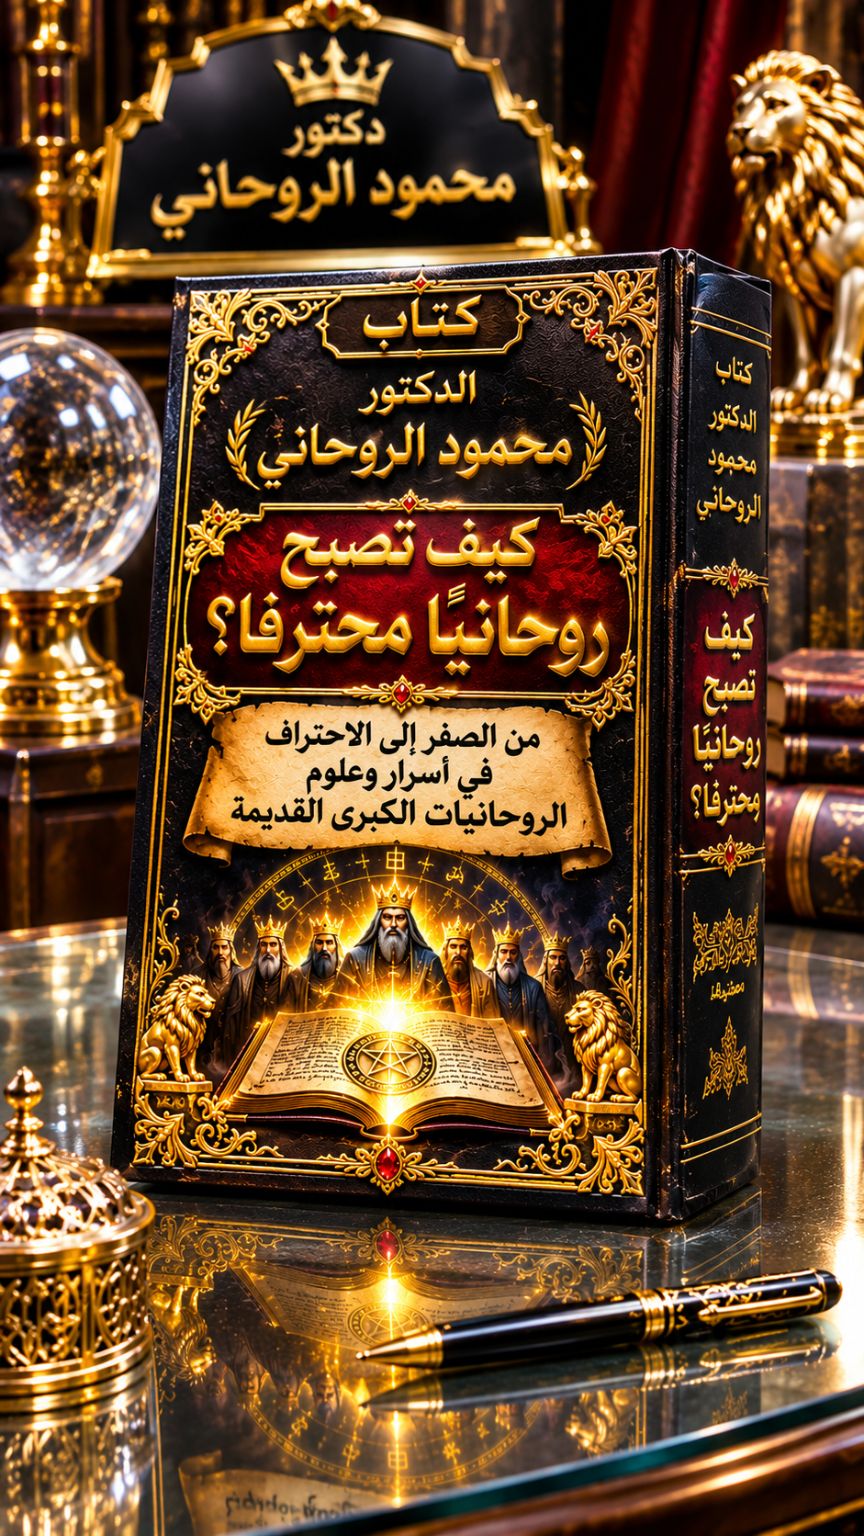 دكتور
محمود الروحاني
كتاب
الدكتور
محمود الروحاني
كيف تصبح
روحانيًا محترفا؟
من الصفر إلى الاحتراف
في أسرار وعلوم
الروحانيات الكبرى القديمة
كتاب
الدكتور
محمود
الروحاني
كيف
تصبح
روحانيًا
محترفا؟